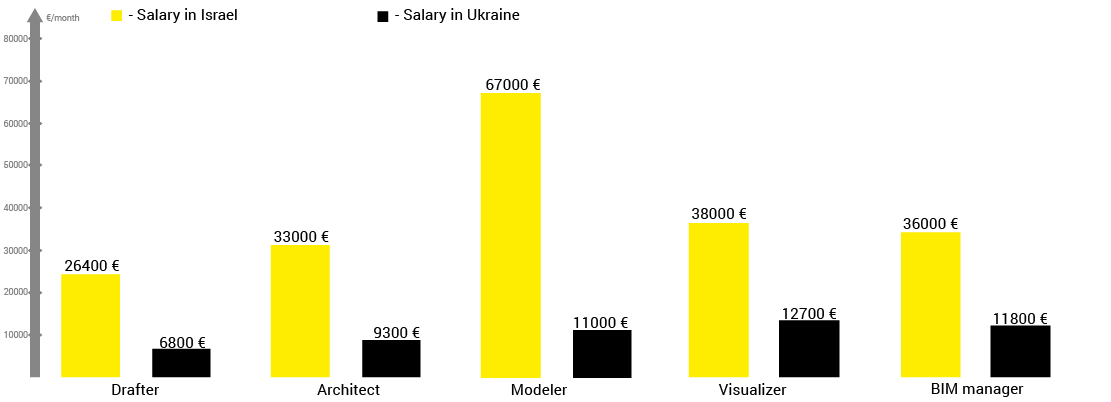 €/month
- Salary in Israel
- Salary in Ukraine
80000
70000
60000
50000
40000
30000
20000
10000
26400 €
6800 €
33000 €
9300 €
67000 €
11000 €
38000 €
12700 €
36000 €
11800 €
Drafter
Architect
Modeler
Visualizer
BIM manager